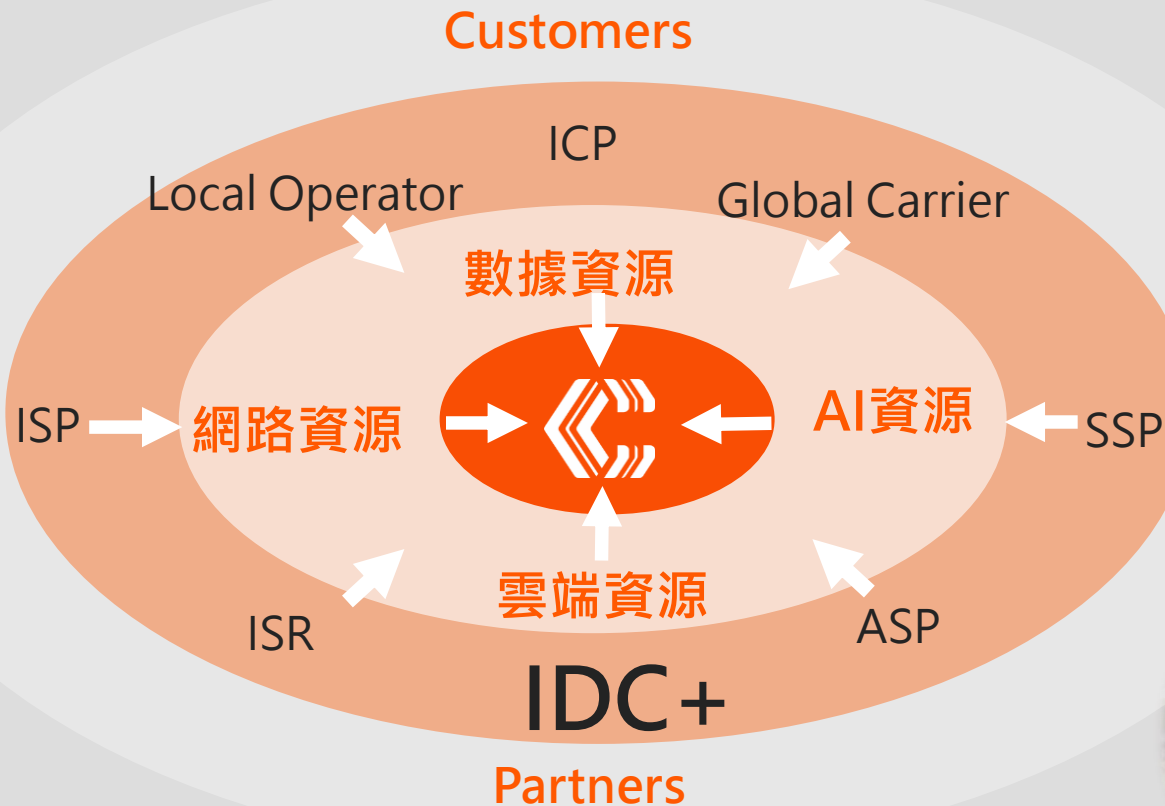 Customers
ICP
Local Operator
Global Carrier
數據資源
ISP
網路資源
AI資源
SSP
雲端資源
ISR
ASP
IDC+
Partners